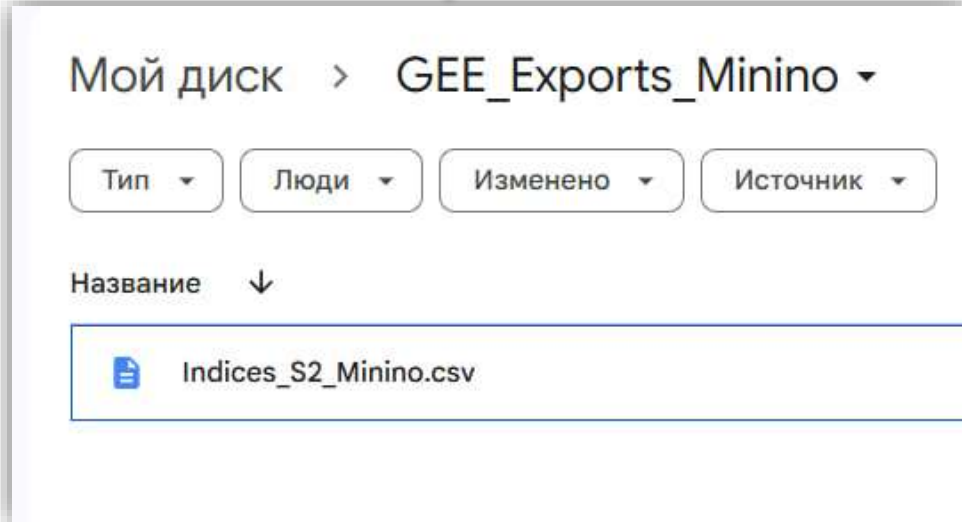 Мой диск > GEE_Exports_Minino
Тип Люди Изменено Источник
Название
Indices_S2_Minino.csv